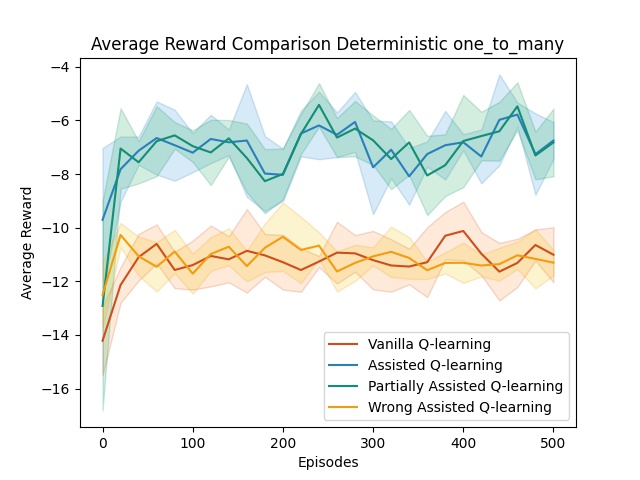 Average Reward Comparison Deterministic one_to_many
Average Reward
−4
−6
−8
−10
−12
−14
−16
0
100
200
300
400
500
Episodes
Vanilla Q-learning
Assisted Q-learning
Partially Assisted Q-learning
Wrong Assisted Q-learning